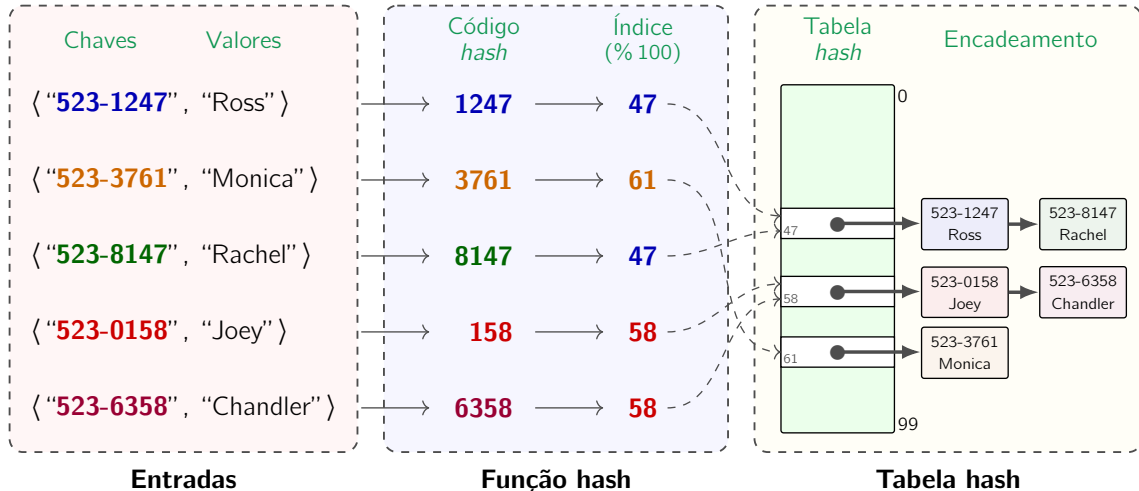 Chaves Valores
⟨ “523-1247”, “Ross” ⟩
⟨ “523-3761”, “Monica” ⟩
⟨ “523-8147”, “Rachel” ⟩
⟨ “523-0158”, “Joey” ⟩
⟨ “523-6358”, “Chandler” ⟩
Entradas
Código
hash
Índice
(% 100)
1247 47
3761 61
8147 47
158 58
6358 58
Função hash
Tabela
hash
Encadeamento
0
47
58
61
99
523-1247
Ross
523-8147
Rachel
523-0158
Joey
523-6358
Chandler
523-3761
Monica
Tabela hash